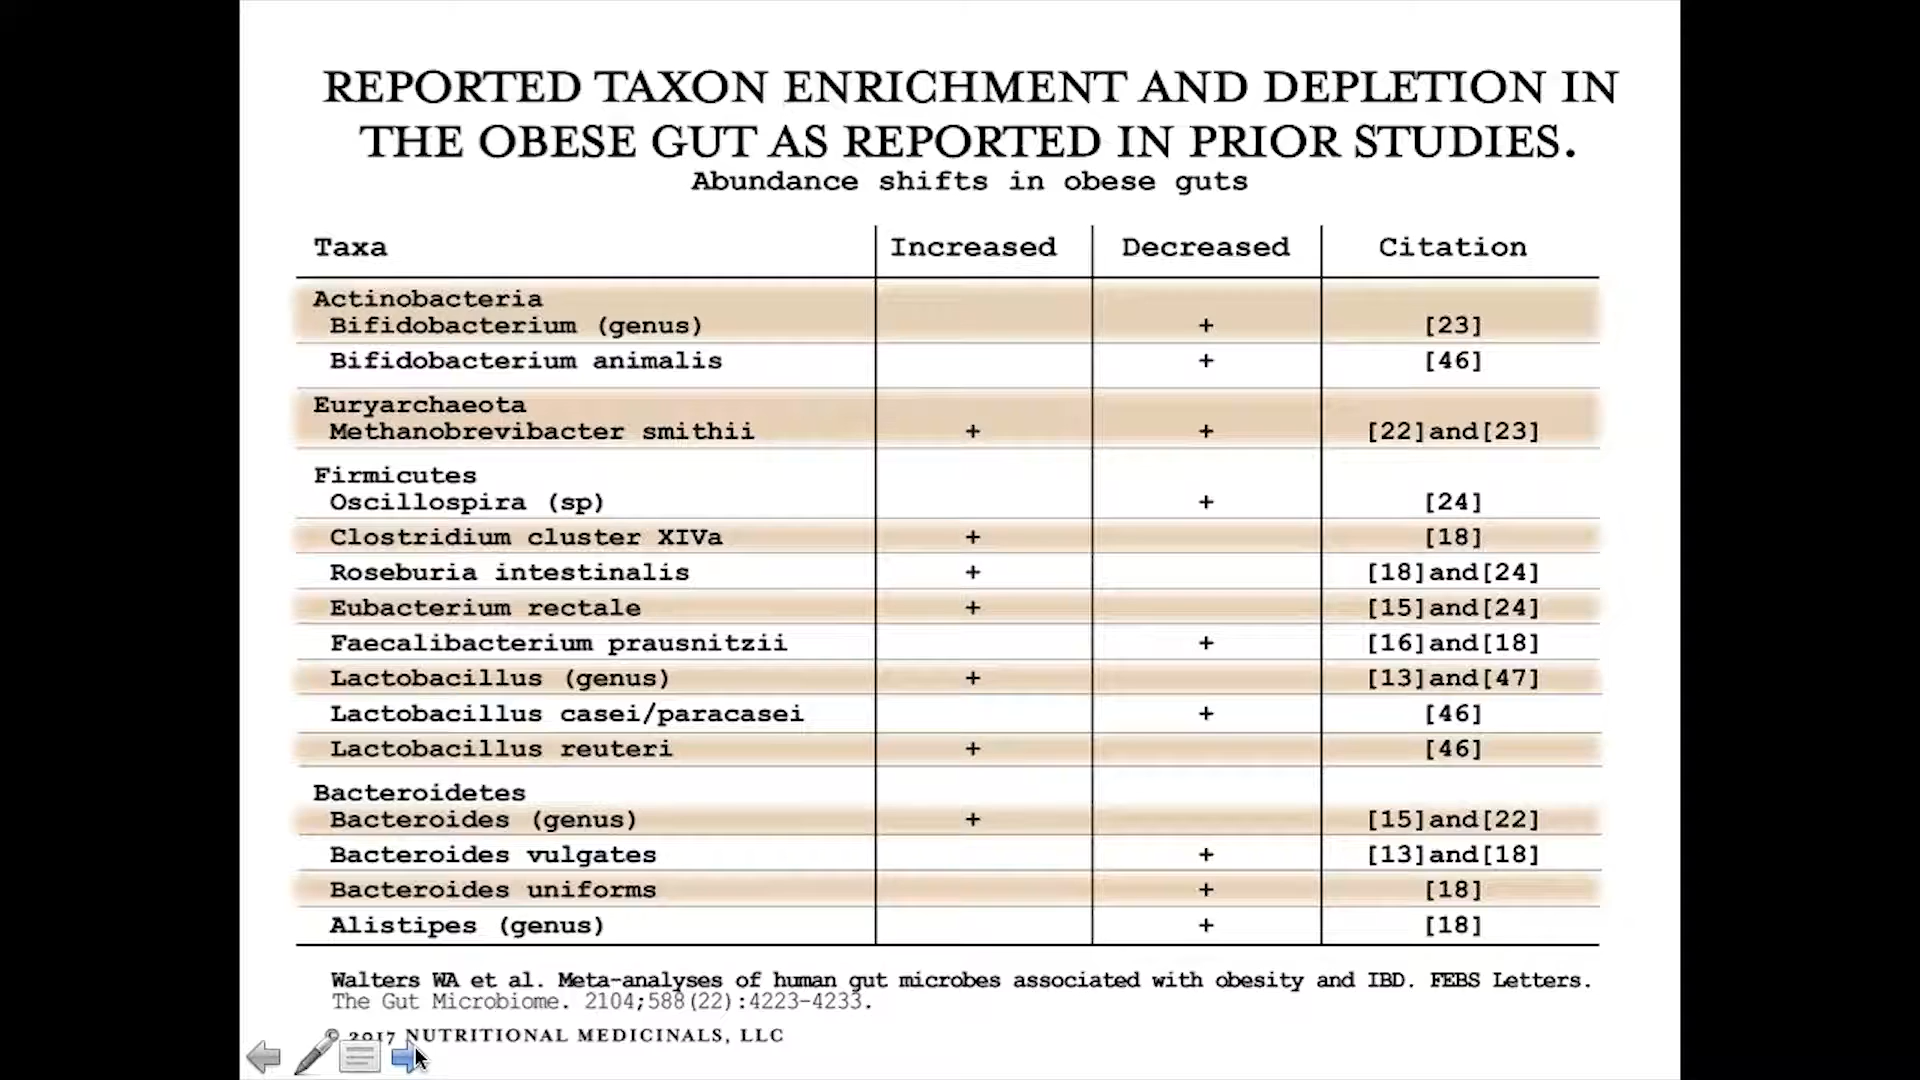 REPORTED TAXON ENRICHMENT AND DEPLETION IN
THE OBESE GUT AS REPORTED IN PRIOR STUDIES.
Abundance shifts in obese guts
Taxa Increased Decreased Citation
Actinobacteria
Bifidobacterium (genus) + [23]
Bifidobacterium animalis + [46]
Euryarchaeota
Methanobrevibacter smithii + + [22]and[23]
Firmicutes
Oscillospira (sp) + [24]
Clostridium cluster XIVa + [18]
Roseburia intestinalis + [18]and[24]
Eubacterium rectale + [15]and[24]
Faecalibacterium prausnitzii + [16]and[18]
Lactobacillus (genus) + [13]and[47]
Lactobacillus casei/paracasei + [46]
Lactobacillus reuteri + [46]
Bacteroidetes
Bacteroides (genus) + [15]and[22]
Bacteroides vulgates + [13]and[18]
Bacteroides uniforms + [18]
Alistipes (genus) + [18]
Walters WA et al. Meta-analyses of human gut microbes associated with obesity and IBD. FEBS Letters.
The Gut Microbiome. 2104;588(22):4223-4233.
© 2017 NUTRITIONAL MEDICINALS, LLC